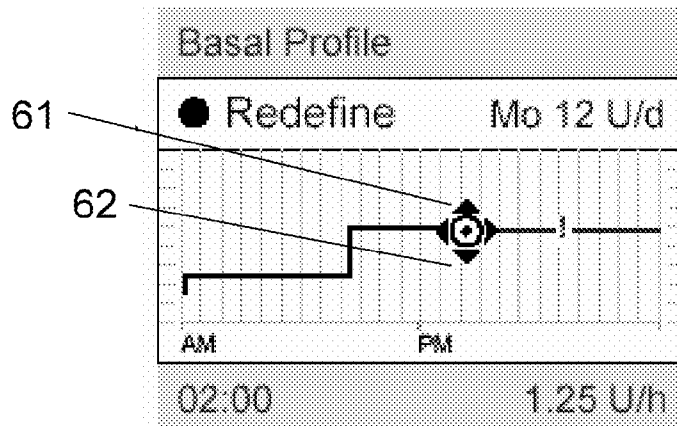 Basal Profile
61 Redefine Mo 12 U/d
62
AM PM
02:00 1.25 U/h